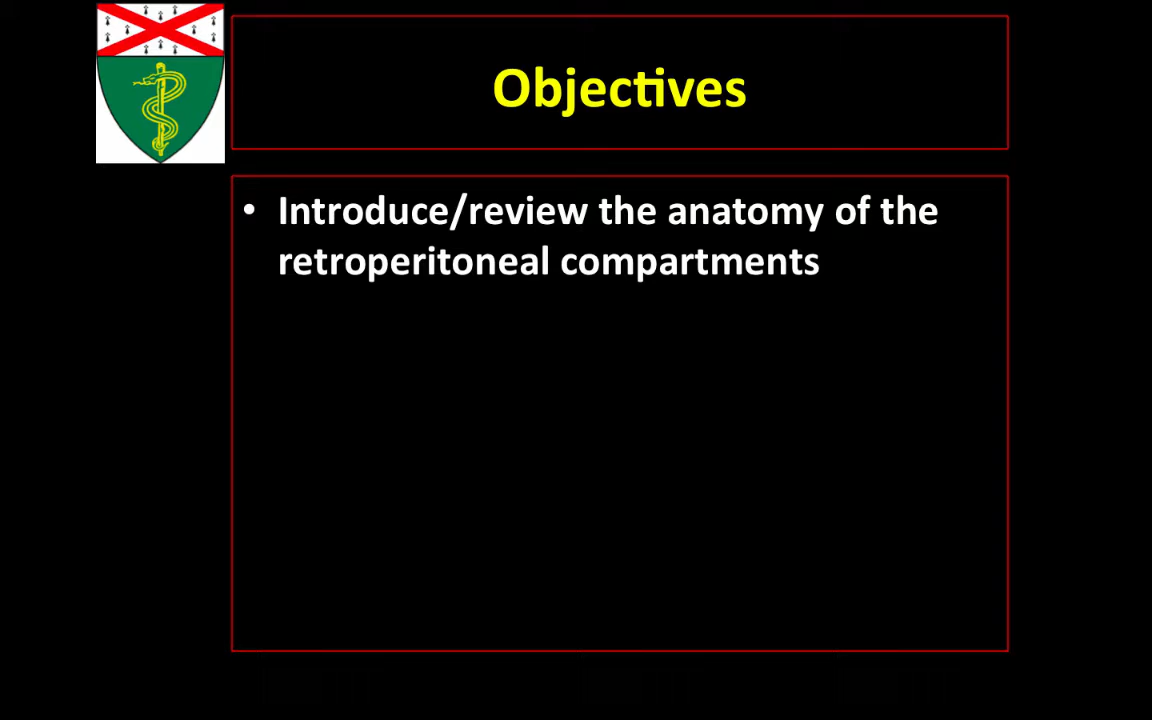 Objectives
• Introduce/review the anatomy of the
retroperitoneal compartments